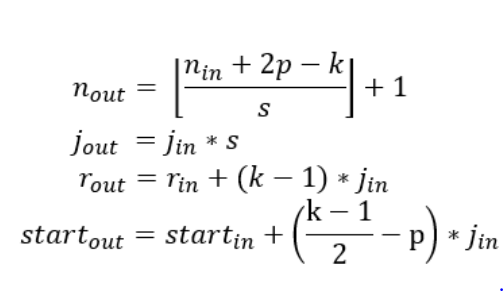 n_out = ⌊(n_in + 2p − k)/s⌋ + 1
j_out = j_in * s
r_out = r_in + (k − 1) * j_in
start_out = start_in + ((k − 1)/2 − p) * j_in